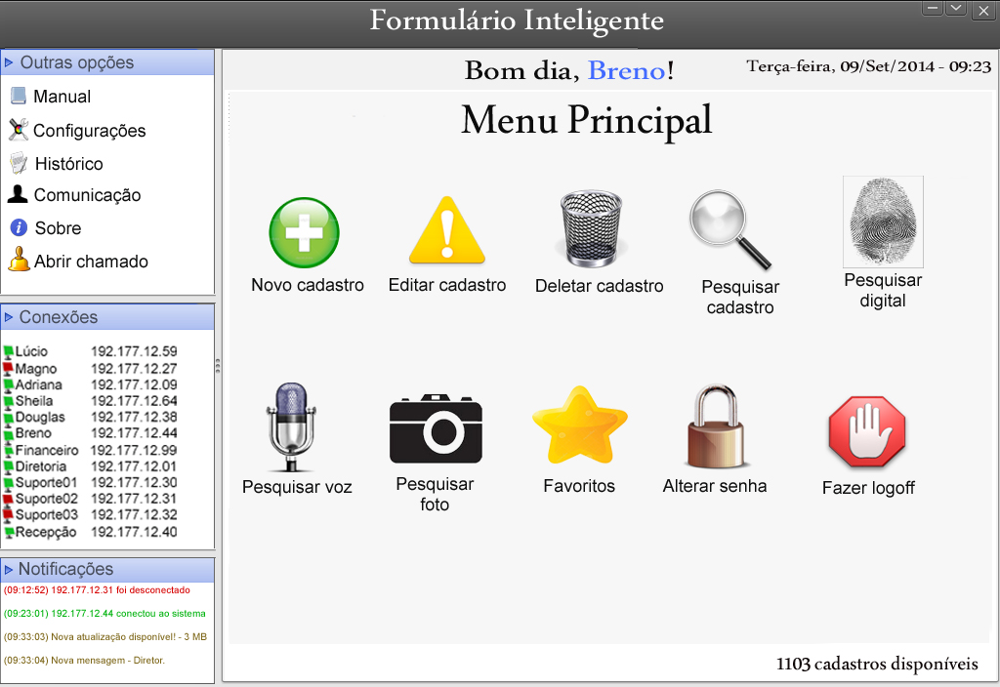 Formulário Inteligente
Outras opções
Manual
Configurações
Histórico
Comunicação
Sobre
Abrir chamado
Conexões
Lúcio 192.177.12.59
Magno 192.177.12.27
Adriana 192.177.12.09
Sheila 192.177.12.64
Douglas 192.177.12.38
Breno 192.177.12.44
Financeiro 192.177.12.99
Diretoria 192.177.12.01
Suporte01 192.177.12.30
Suporte02 192.177.12.31
Suporte03 192.177.12.32
Recepção 192.177.12.40
Notificações
(09:12:52) 192.177.12.31 foi desconectado
(09:23:01) 192.177.12.44 conectou ao sistema
(09:33:03) Nova atualização disponível! - 3 MB
(09:33:04) Nova mensagem - Diretor.
Bom dia, Breno!
Terça-feira, 09/Set/2014 - 09:23
Menu Principal
Novo cadastro
Editar cadastro
Deletar cadastro
Pesquisar
cadastro
Pesquisar
digital
Pesquisar voz
Pesquisar
foto
Favoritos
Alterar senha
Fazer logoff
1103 cadastros disponíveis